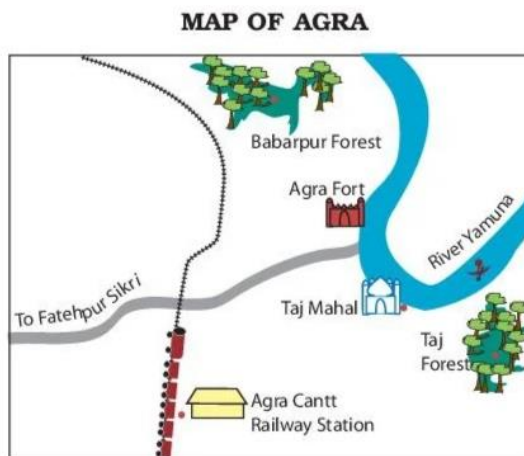 MAP OF AGRA
Babarpur Forest
Agra Fort
River Yamuna
To Fatehpur Sikri
Taj Mahal
Taj
Forest
Agra Cantt
Railway Station